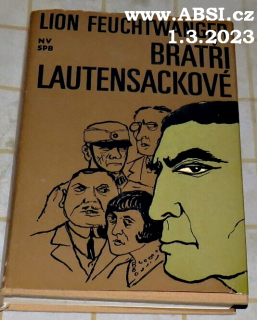 www.ABSI.cz
1.3.2023
LION FEUCHTWANGER
NV
SPB
BRATŘI
LAUTENSACKOVÉ